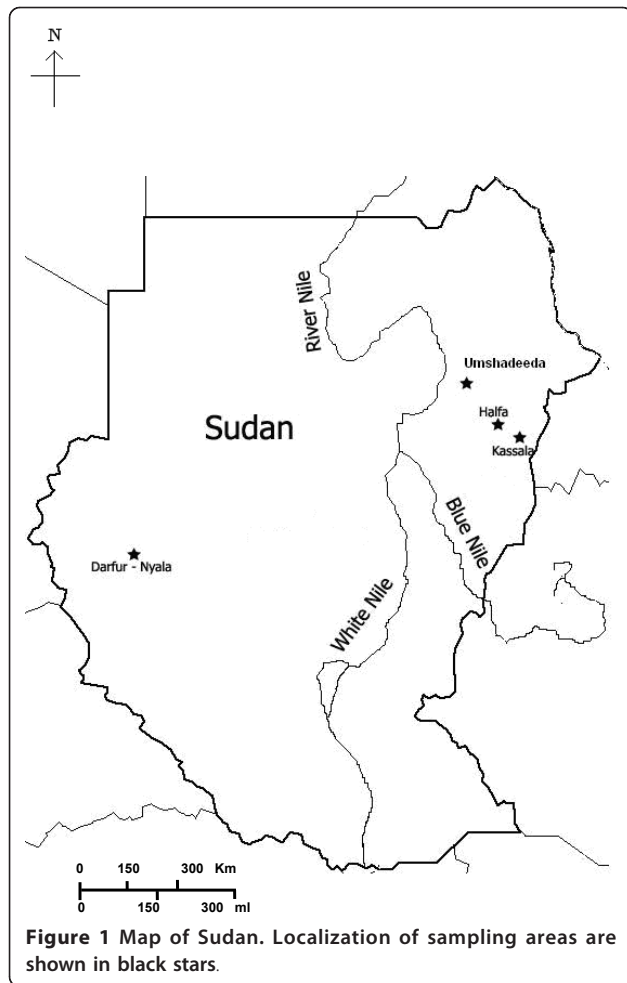 N
River Nile
Umshadeeda
Halfa
Kassala
Sudan
Blue Nile
Darfur - Nyala
White Nile
0 150 300 Km
0 150 300 ml
Figure 1 Map of Sudan. Localization of sampling areas are
shown in black stars.